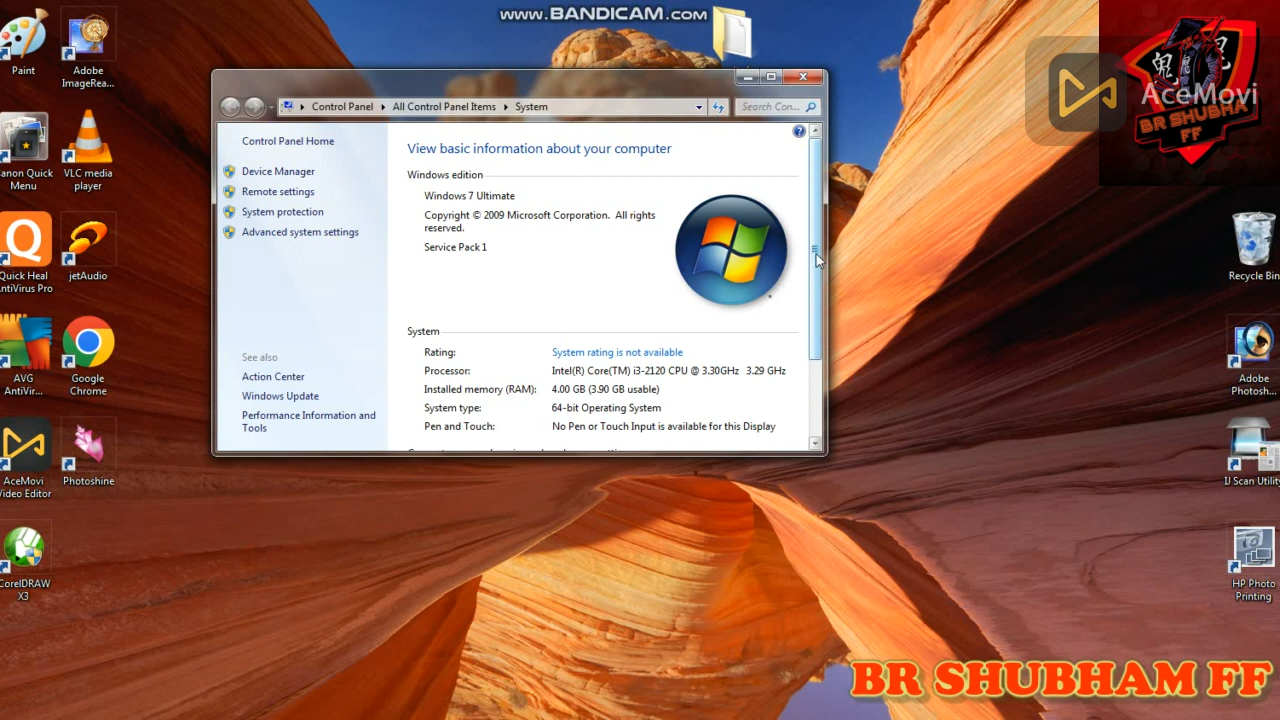 www.BANDICAM.com
Paint
Adobe
ImageRea...
Canon Quick
Menu
VLC media
player
Quick Heal
AntiVirus Pro
jetAudio
AVG
AntiVir...
Google
Chrome
AceMovi
Video Editor
Photoshine
CorelDRAW
X3
Control Panel
All Control Panel Items
System
Search Con...
Control Panel Home
Device Manager
Remote settings
System protection
Advanced system settings
See also
Action Center
Windows Update
Performance Information and
Tools
View basic information about your computer
Windows edition
Windows 7 Ultimate
Copyright © 2009 Microsoft Corporation. All rights
reserved.
Service Pack 1
System
Rating:
System rating is not available
Processor:
Intel(R) Core(TM) i3-2120 CPU @ 3.30GHz 3.29 GHz
Installed memory (RAM):
4.00 GB (3.90 GB usable)
System type:
64-bit Operating System
Pen and Touch:
No Pen or Touch Input is available for this Display
鬼
鬼
AceMovi
BR SHUBHAM
FF
Recycle Bin
Adobe
Photosh...
IJ Scan Utility
HP Photo
Printing
BR SHUBHAM FF